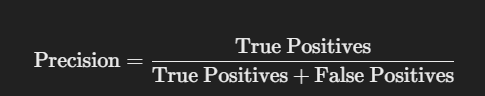 True Positives
Precision =
True Positives + False Positives